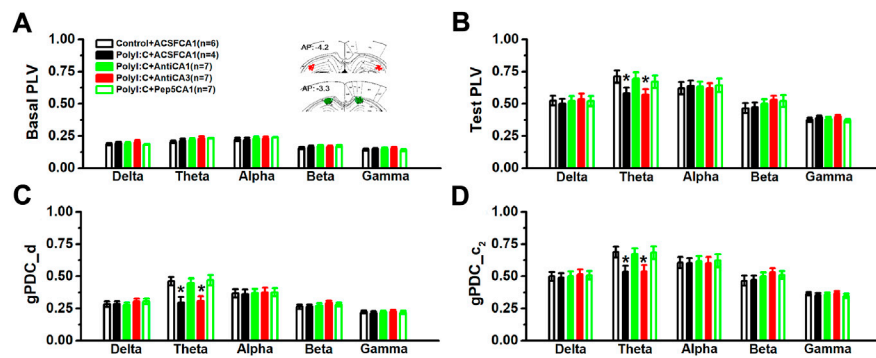 A
Basal PLV
1.00
0.75
0.50
0.25
0.00
Control+ACSFCA1(n=6)
PolyI:C+ACSFCA1(n=4)
PolyI:C+AntiCA1(n=7)
PolyI:C+AntiCA3(n=7)
PolyI:C+Pep5CA1(n=7)
AP: -4.2
AP: -3.3
Delta Theta Alpha Beta Gamma
B
Test PLV
1.00
0.75
0.50
0.25
0.00
* *
Delta Theta Alpha Beta Gamma
C
gPDC_d
1.00
0.75
0.50
0.25
0.00
* *
Delta Theta Alpha Beta Gamma
D
gPDC_c₂
1.00
0.75
0.50
0.25
0.00
* *
Delta Theta Alpha Beta Gamma